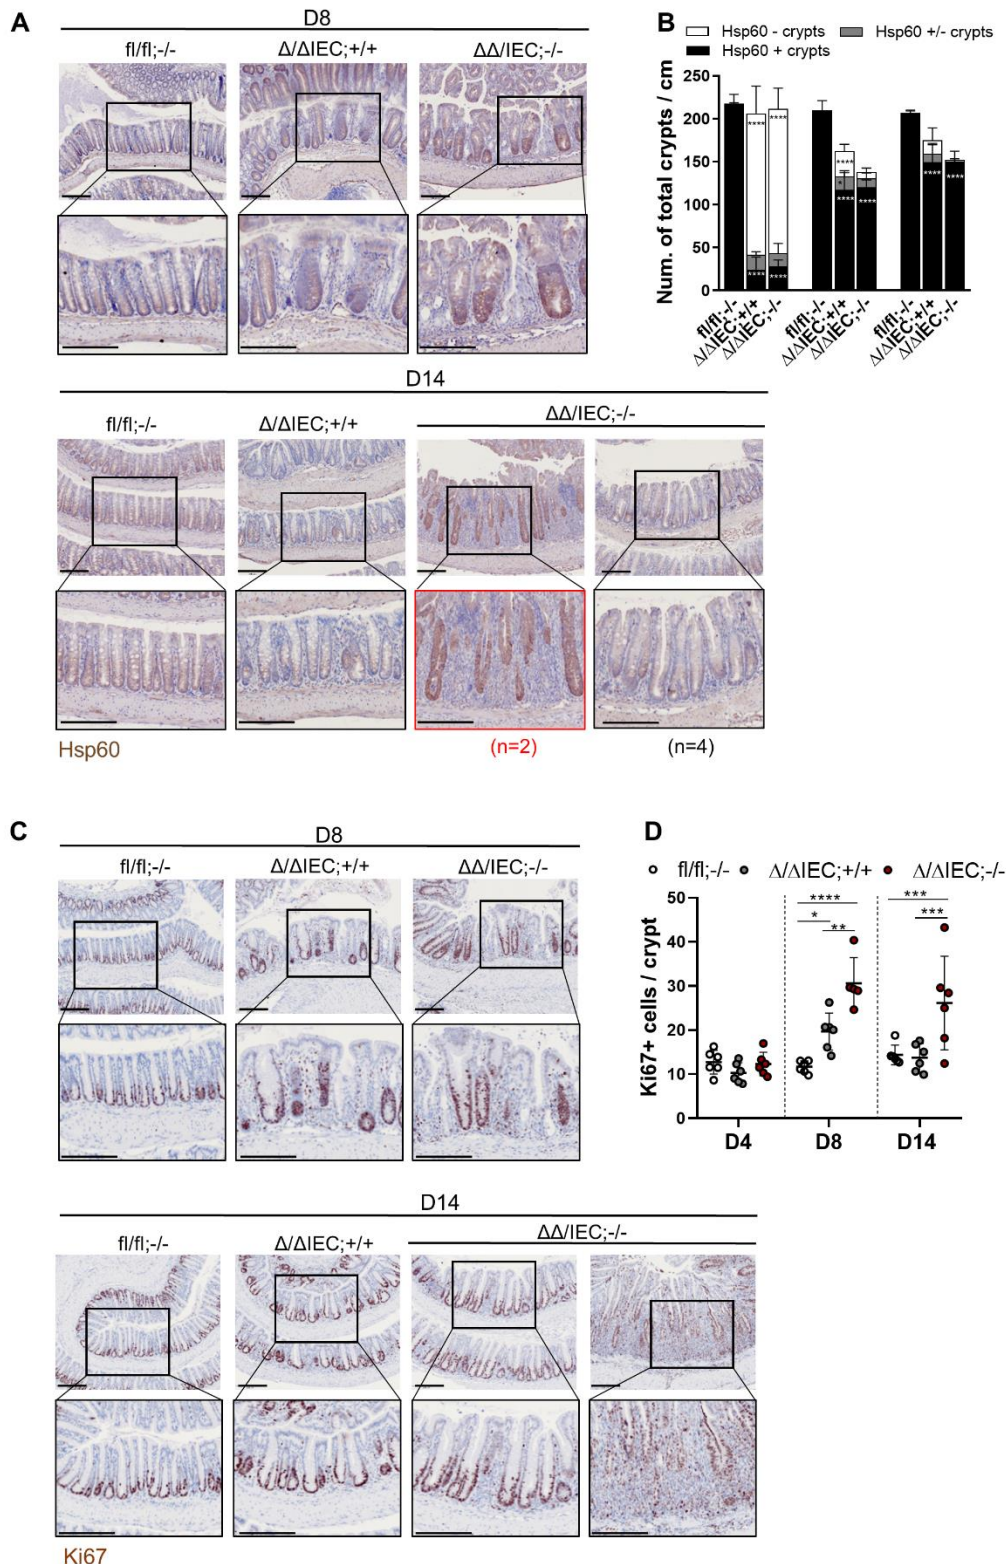 A
D8
fl/fl;-/-
Δ/ΔIEC;+/+
ΔΔ/IEC;-/-
D14
fl/fl;-/-
Δ/ΔIEC;+/+
ΔΔ/IEC;-/-
Hsp60
(n=2)
(n=4)
B
Hsp60 - crypts
Hsp60 +/- crypts
Hsp60 + crypts
Num. of total crypts / cm
250
200
150
100
50
0
****
****
****
****
****
*
****
****
****
****
fl/fl;-/-
Δ/ΔIEC;+/+
Δ/ΔIEC;-/-
fl/fl;-/-
Δ/ΔIEC;+/+
Δ/ΔIEC;-/-
fl/fl;-/-
Δ/ΔIEC;+/+
Δ/ΔIEC;-/-
C
D8
fl/fl;-/-
Δ/ΔIEC;+/+
ΔΔ/IEC;-/-
D14
fl/fl;-/-
Δ/ΔIEC;+/+
ΔΔ/IEC;-/-
Ki67
D
fl/fl;-/-
Δ/ΔIEC;+/+
Δ/ΔIEC;-/-
Ki67+ cells / crypt
50
40
30
20
10
0
****
*
**
***
***
D4
D8
D14